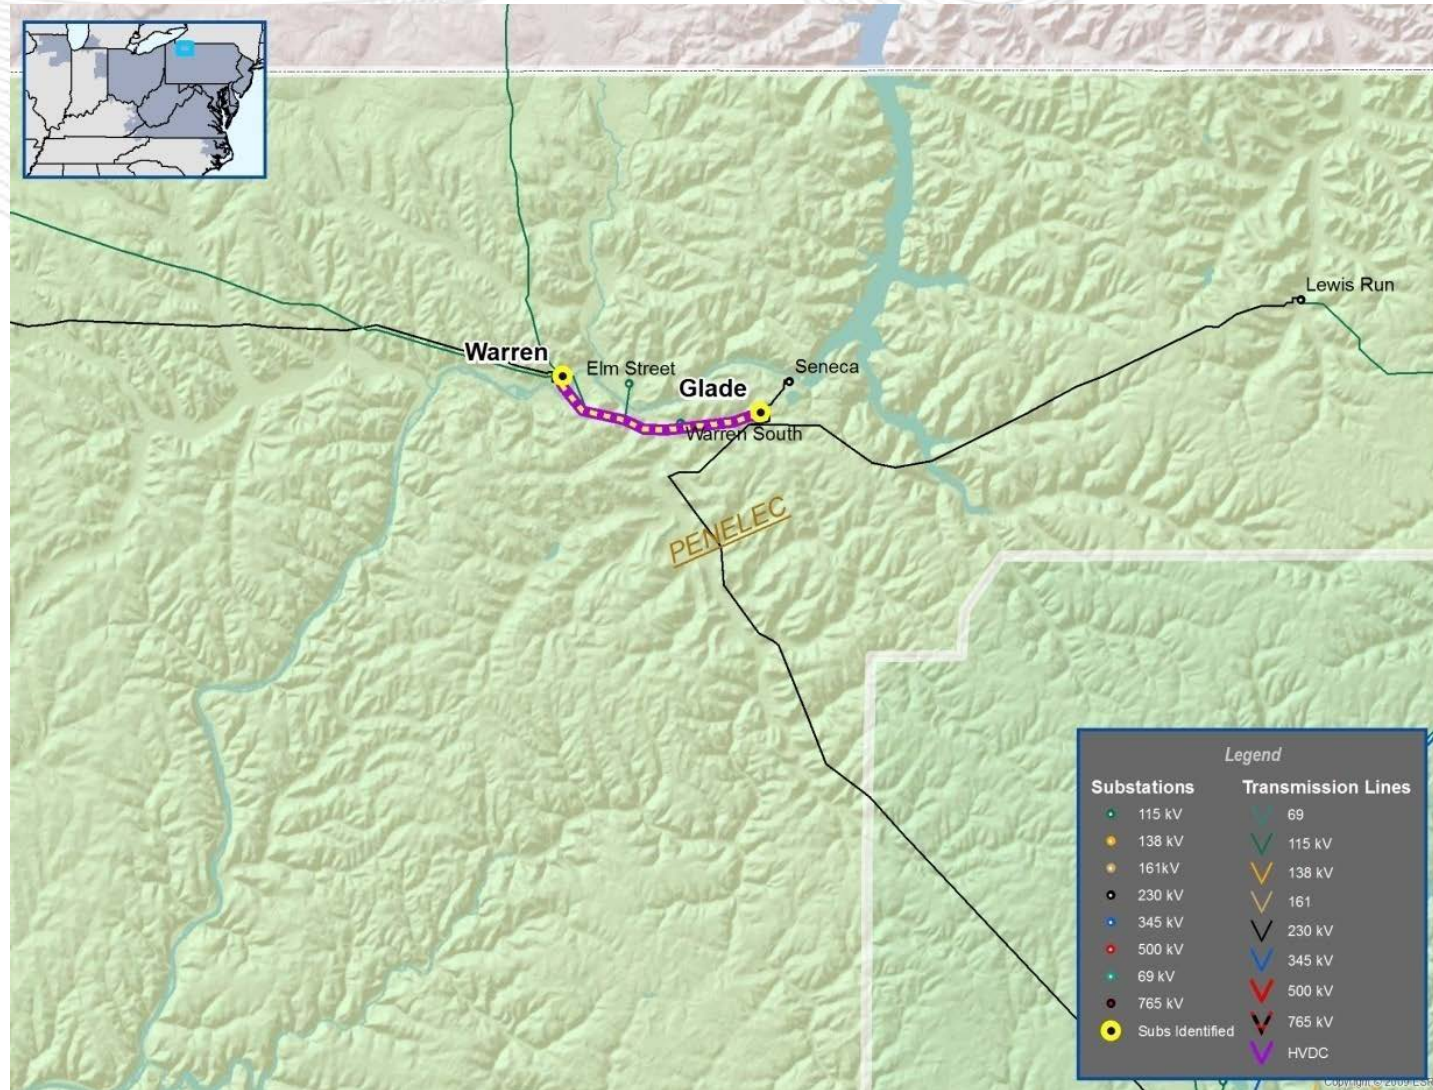 Lewis Run
Warren
Elm Street
Seneca
Glade
Warren South
PENELEC
Legend
Substations
Transmission Lines
115 kV
138 kV
161kV
230 kV
345 kV
500 kV
69 kV
765 kV
Subs Identified
69
115 kV
138 kV
161
230 kV
345 kV
500 kV
765 kV
HVDC